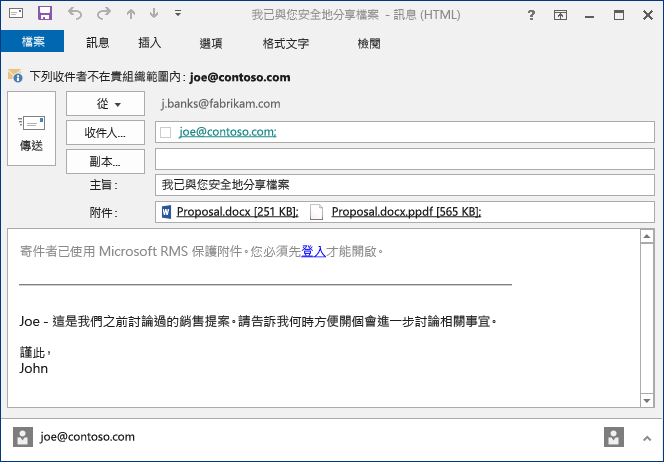 我已與您安全地分享檔案 - 訊息 (HTML)
檔案 訊息 插入 選項 格式文字 檢閱
下列收件者不在貴組織範圍內: joe@contoso.com
從 j.banks@fabrikam.com
傳送
收件人... joe@contoso.com;
副本...
主旨: 我已與您安全地分享檔案
附件: Proposal.docx [251 KB]; Proposal.docx.ppdf [565 KB];
寄件者已使用 Microsoft RMS 保護附件。您必須先登入才能開啟。
Joe - 這是我們之前討論過的銷售提案。請告訴我何時方便開個會進一步討論相關事宜。
謹此,
John
joe@contoso.com